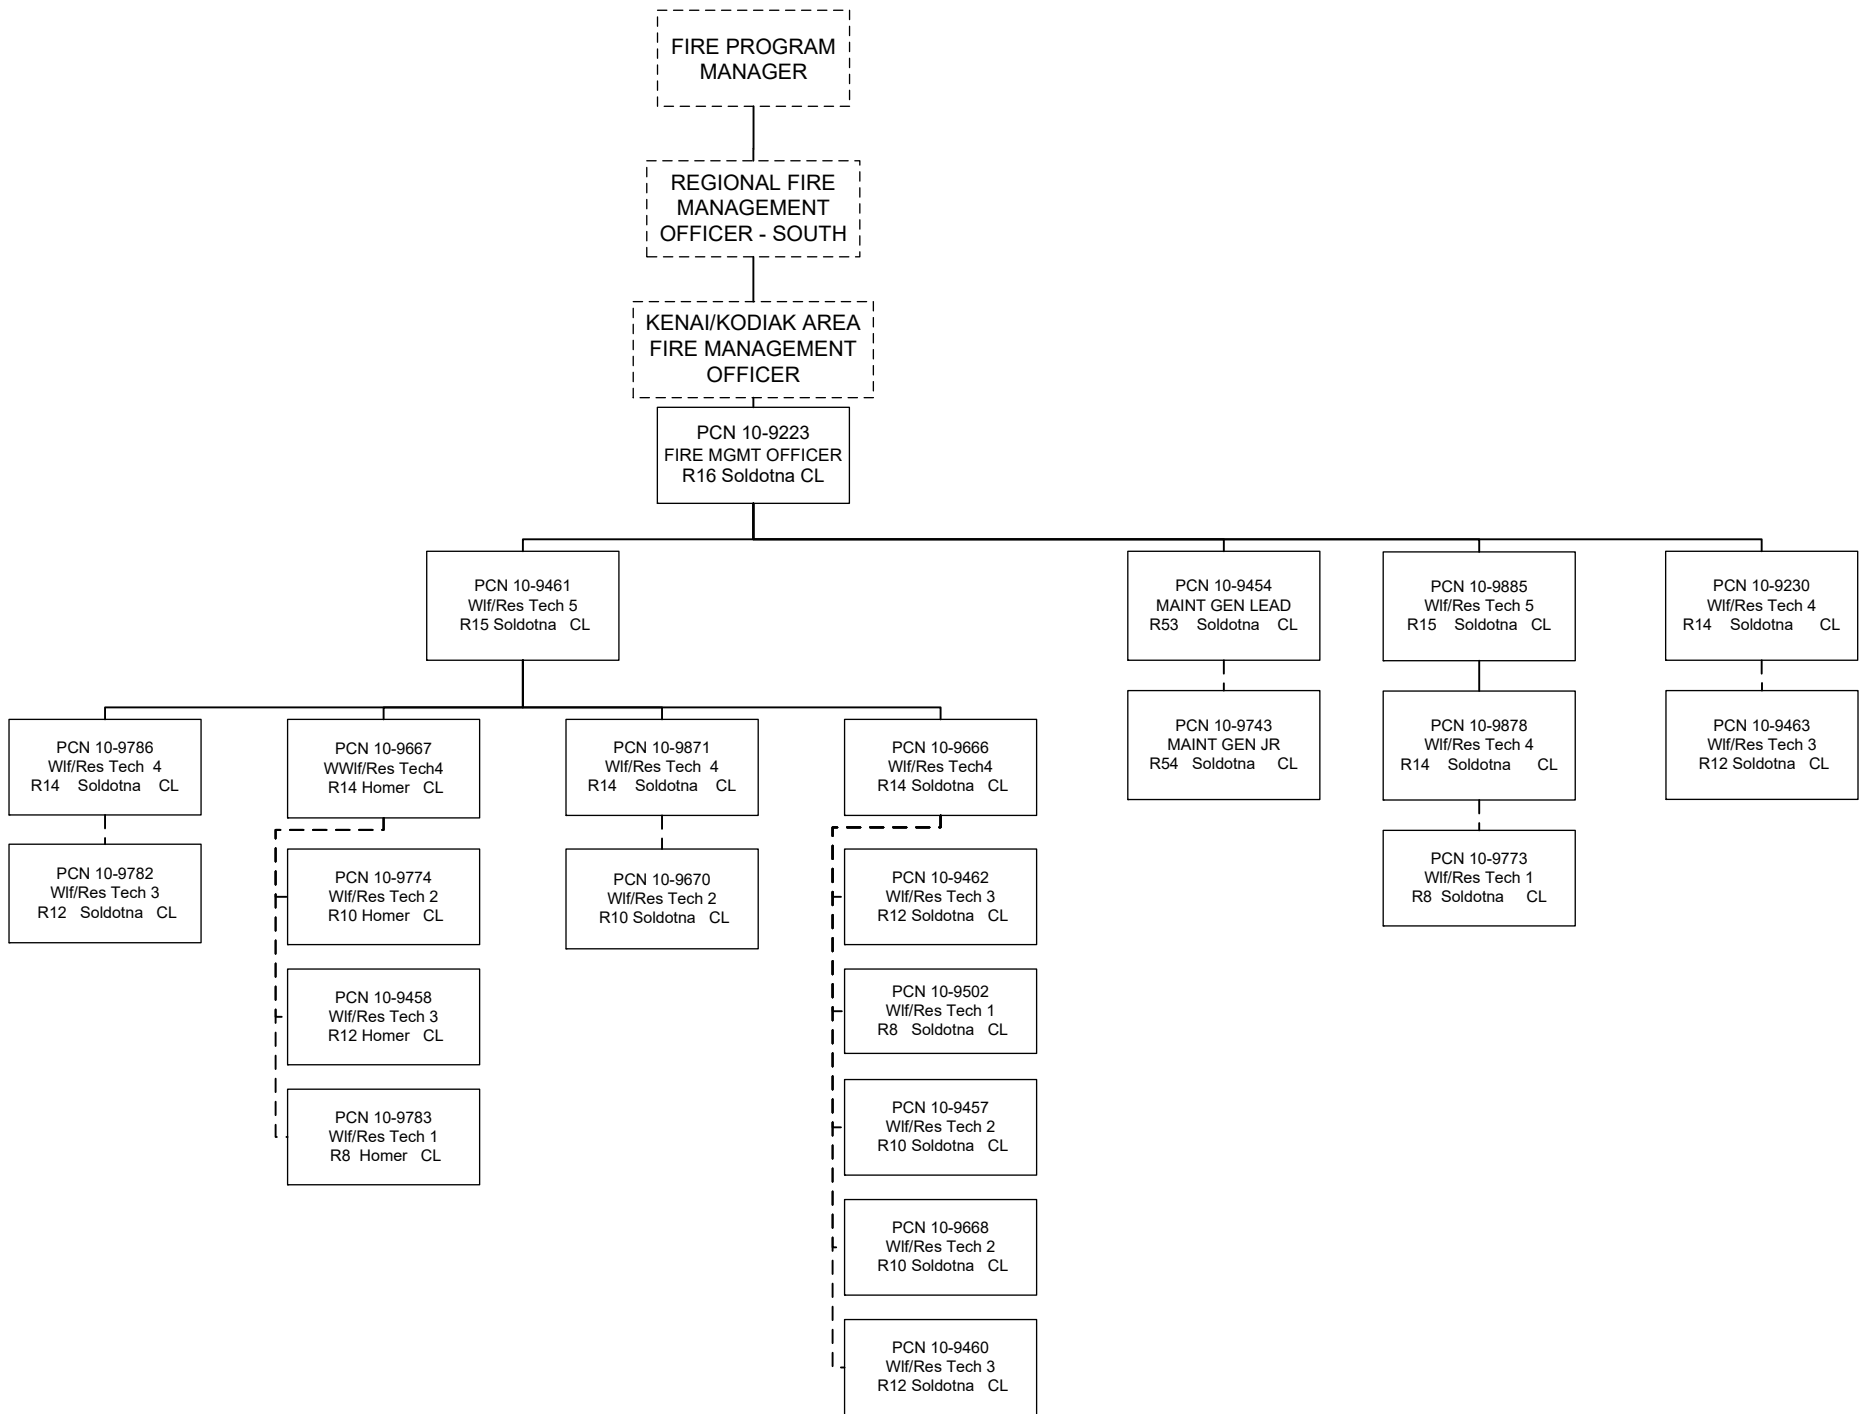 FIRE PROGRAM
MANAGER
REGIONAL FIRE
MANAGEMENT
OFFICER - SOUTH
KENAI/KODIAK AREA
FIRE MANAGEMENT
OFFICER
PCN 10-9223
FIRE MGMT OFFICER
R16 Soldotna CL
PCN 10-9461
Wlf/Res Tech 5
R15 Soldotna CL
PCN 10-9454
MAINT GEN LEAD
R53 Soldotna CL
PCN 10-9885
Wlf/Res Tech 5
R15 Soldotna CL
PCN 10-9230
Wlf/Res Tech 4
R14 Soldotna CL
PCN 10-9743
MAINT GEN JR
R54 Soldotna CL
PCN 10-9878
Wlf/Res Tech 4
R14 Soldotna CL
PCN 10-9463
Wlf/Res Tech 3
R12 Soldotna CL
PCN 10-9786
Wlf/Res Tech 4
R14 Soldotna CL
PCN 10-9667
WWlf/Res Tech4
R14 Homer CL
PCN 10-9871
Wlf/Res Tech 4
R14 Soldotna CL
PCN 10-9666
Wlf/Res Tech4
R14 Soldotna CL
PCN 10-9773
Wlf/Res Tech 1
R8 Soldotna CL
PCN 10-9782
Wlf/Res Tech 3
R12 Soldotna CL
PCN 10-9774
Wlf/Res Tech 2
R10 Homer CL
PCN 10-9670
Wlf/Res Tech 2
R10 Soldotna CL
PCN 10-9462
Wlf/Res Tech 3
R12 Soldotna CL
PCN 10-9458
Wlf/Res Tech 3
R12 Homer CL
PCN 10-9502
Wlf/Res Tech 1
R8 Soldotna CL
PCN 10-9783
Wlf/Res Tech 1
R8 Homer CL
PCN 10-9457
Wlf/Res Tech 2
R10 Soldotna CL
PCN 10-9668
Wlf/Res Tech 2
R10 Soldotna CL
PCN 10-9460
Wlf/Res Tech 3
R12 Soldotna CL